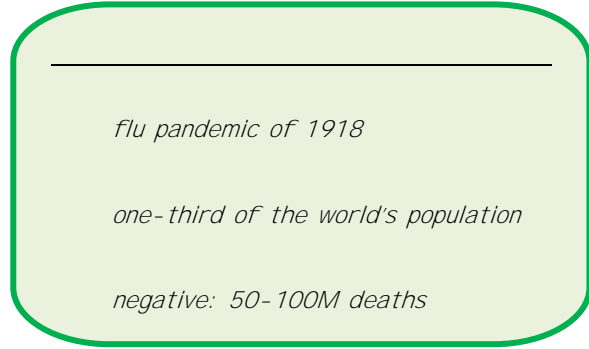 flu pandemic of 1918
one-third of the world's population
negative: 50-100M deaths